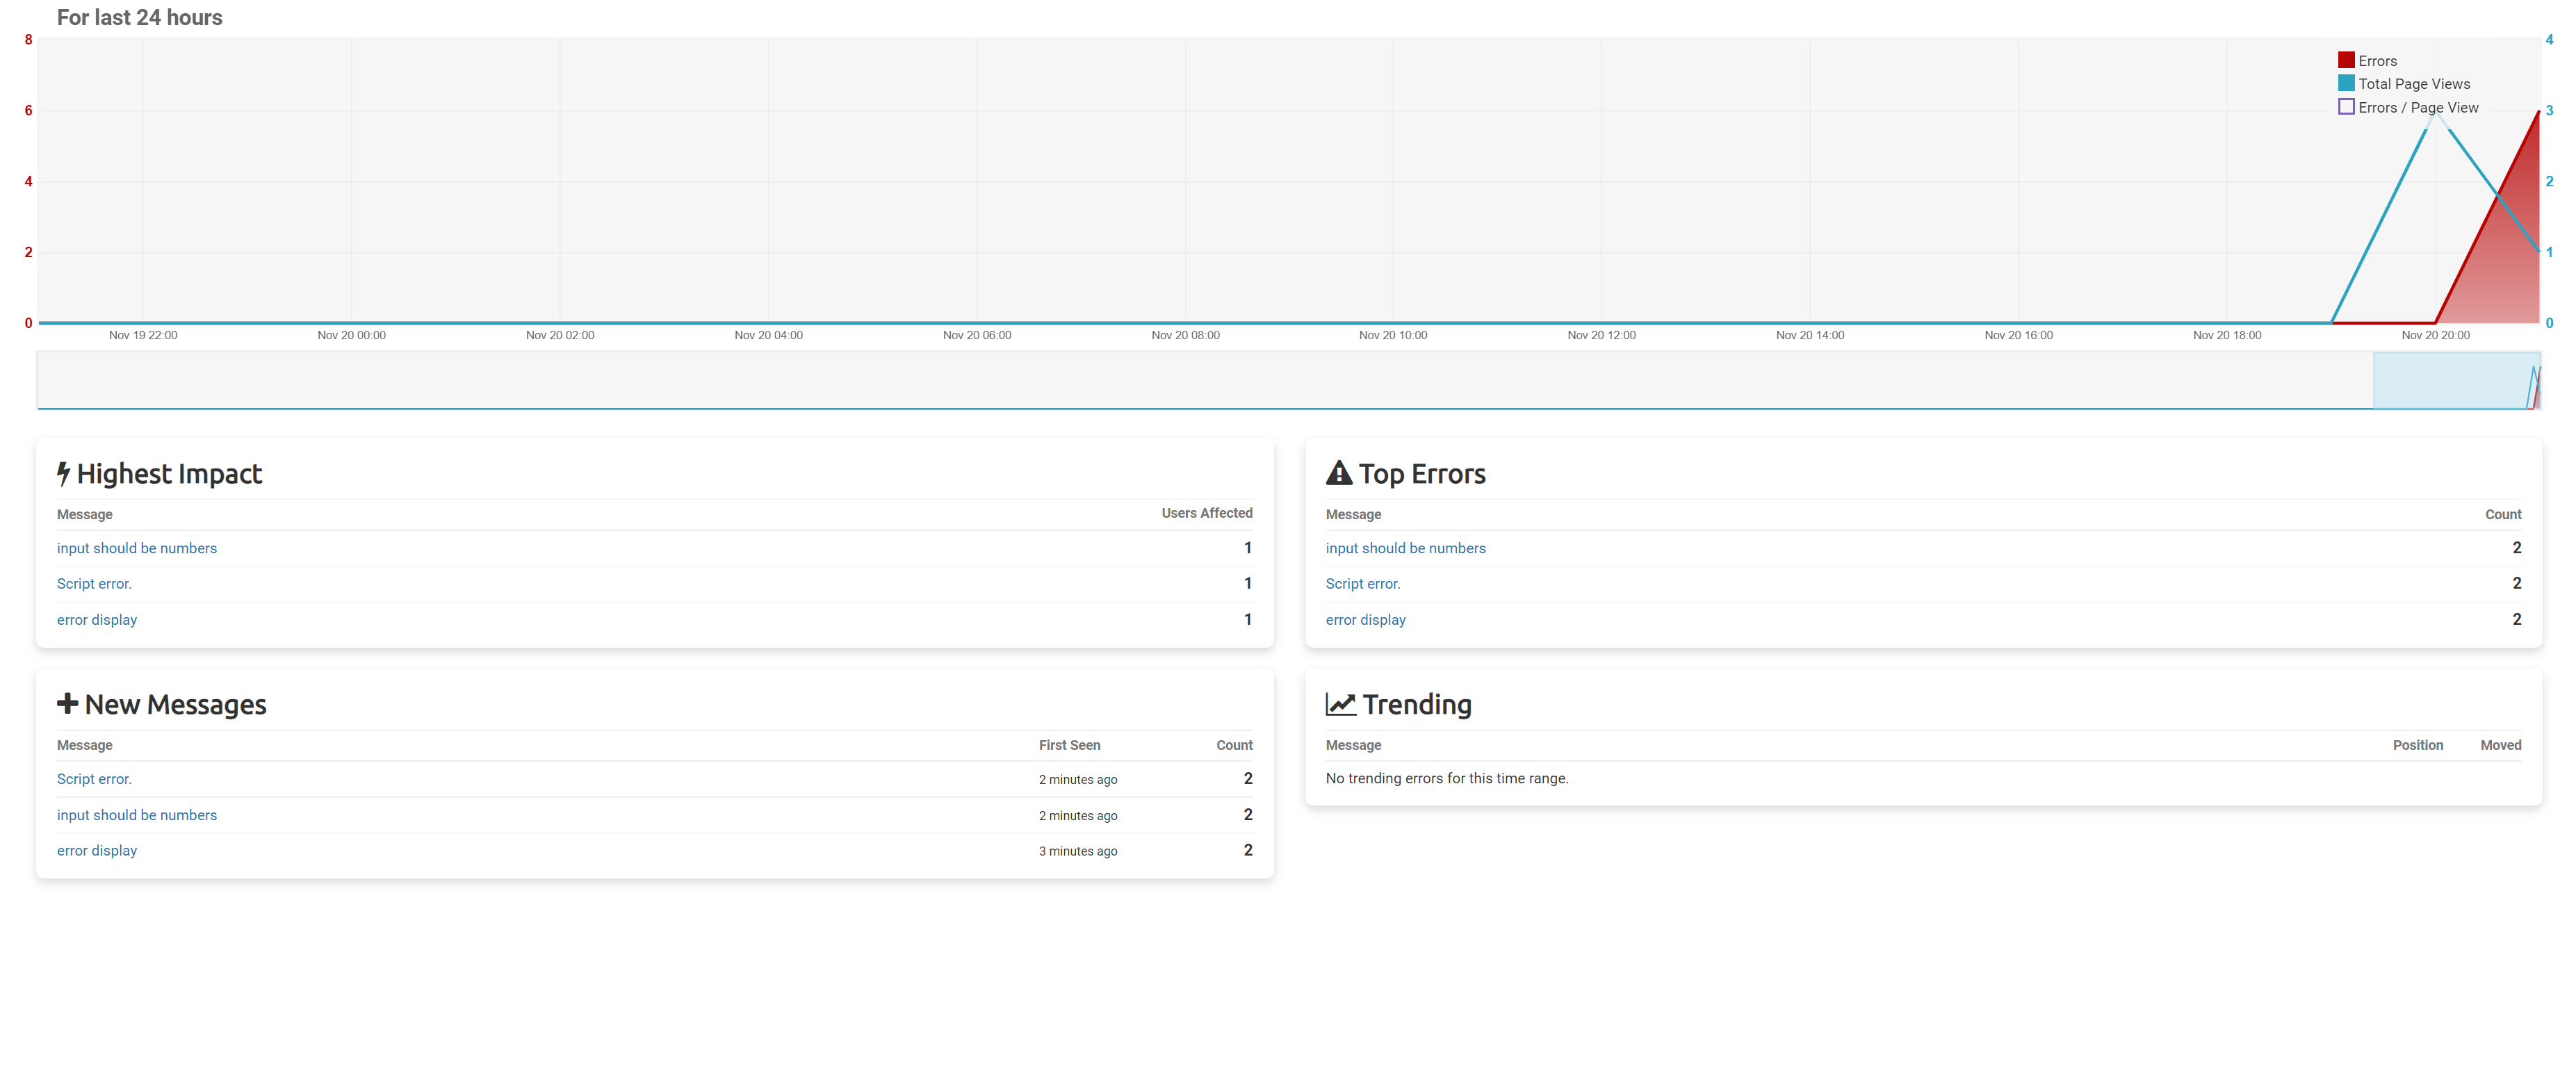 For last 24 hours
8
6
4
2
0
4
3
2
1
0
Errors
Total Page Views
Errors / Page View
Nov 19 22:00 Nov 20 00:00 Nov 20 02:00 Nov 20 04:00 Nov 20 06:00 Nov 20 08:00 Nov 20 10:00 Nov 20 12:00 Nov 20 14:00 Nov 20 16:00 Nov 20 18:00 Nov 20 20:00
Highest Impact
Message Users Affected
input should be numbers 1
Script error. 1
error display 1
Top Errors
Message Count
input should be numbers 2
Script error. 2
error display 2
New Messages
Message First Seen Count
Script error. 2 minutes ago 2
input should be numbers 2 minutes ago 2
error display 3 minutes ago 2
Trending
Message Position Moved
No trending errors for this time range.